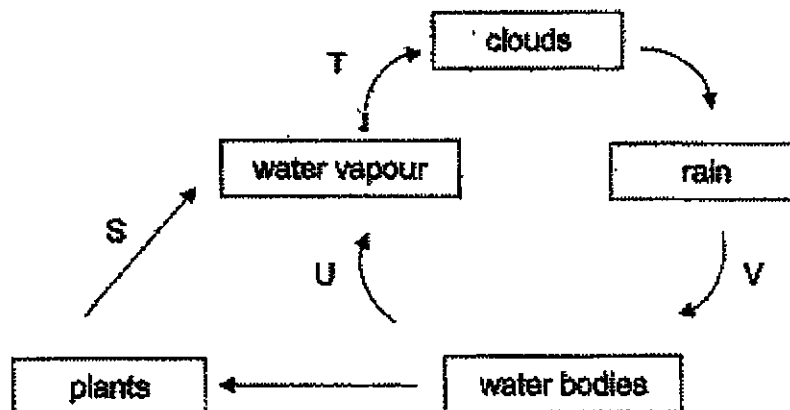 clouds
T
water vapour
rain
S
U
V
plants
water bodies